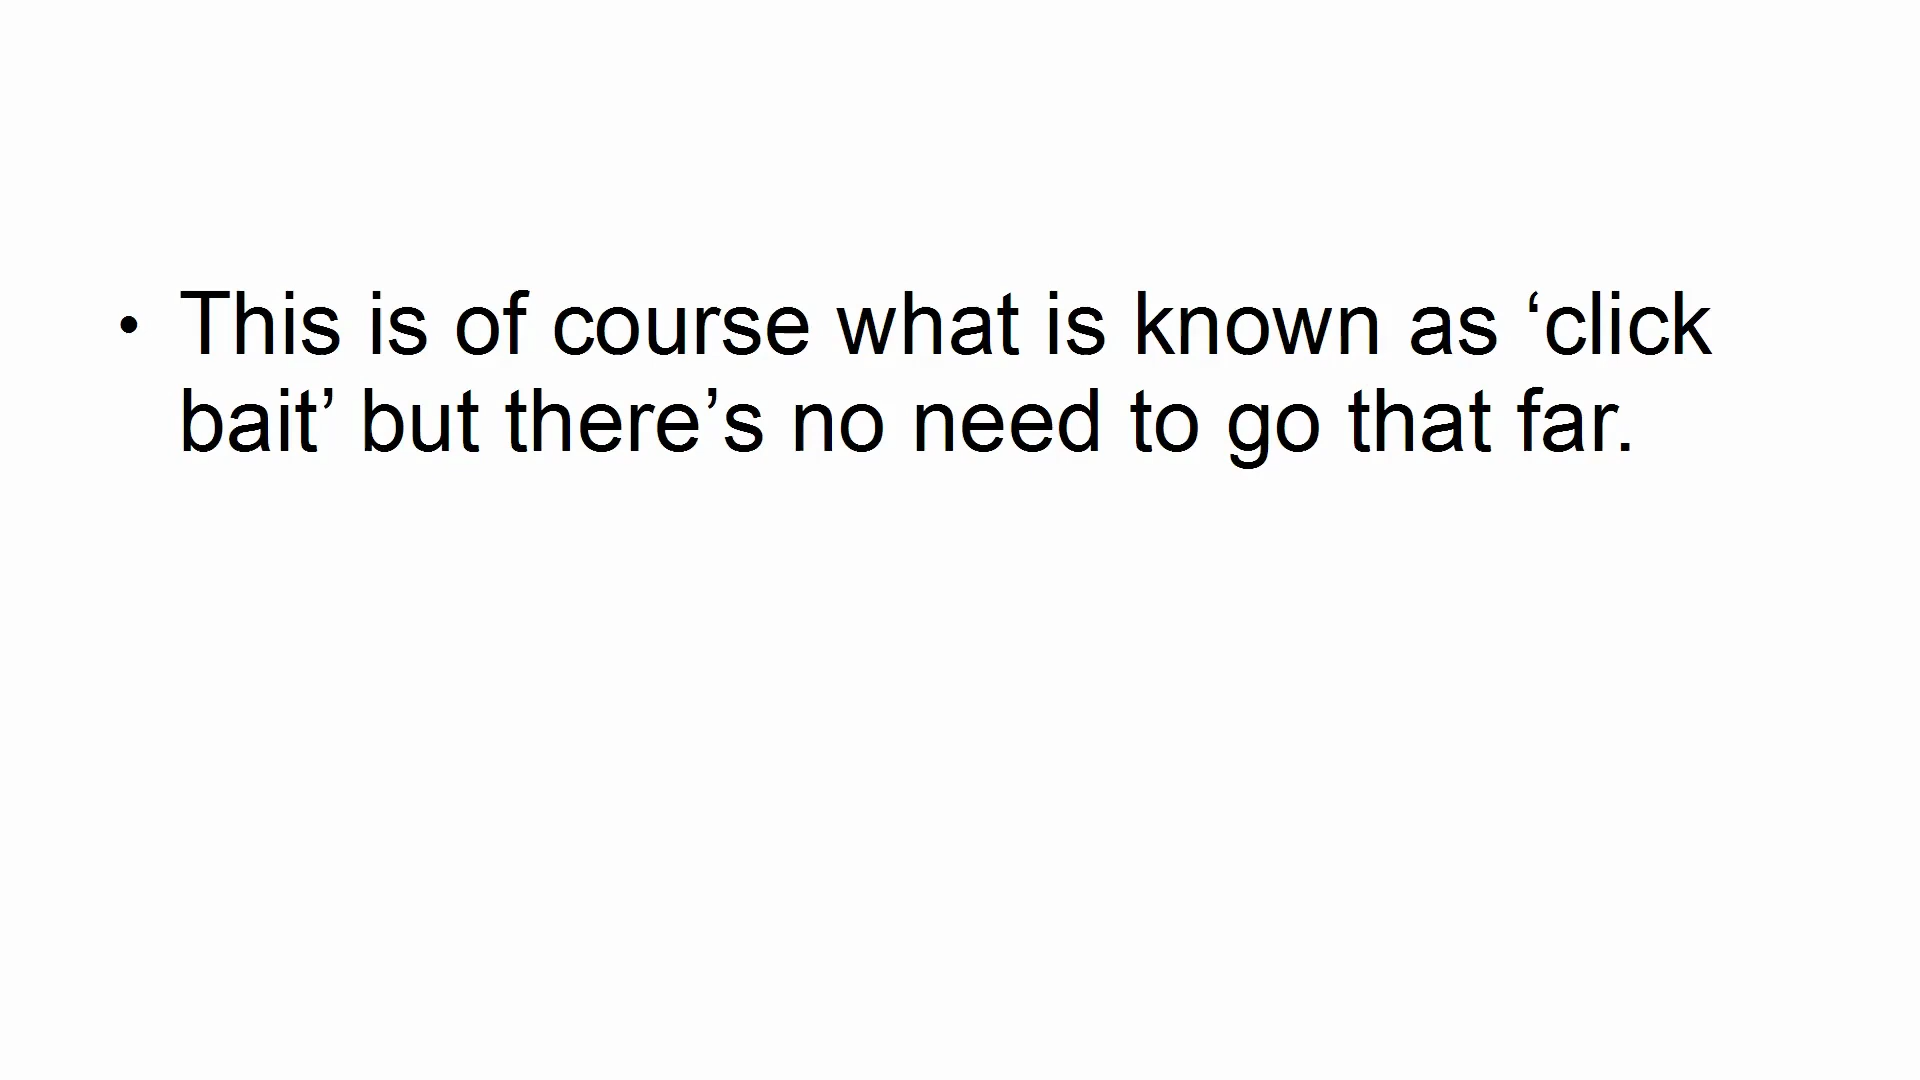 • This is of course what is known as ‘click
bait’ but there’s no need to go that far.